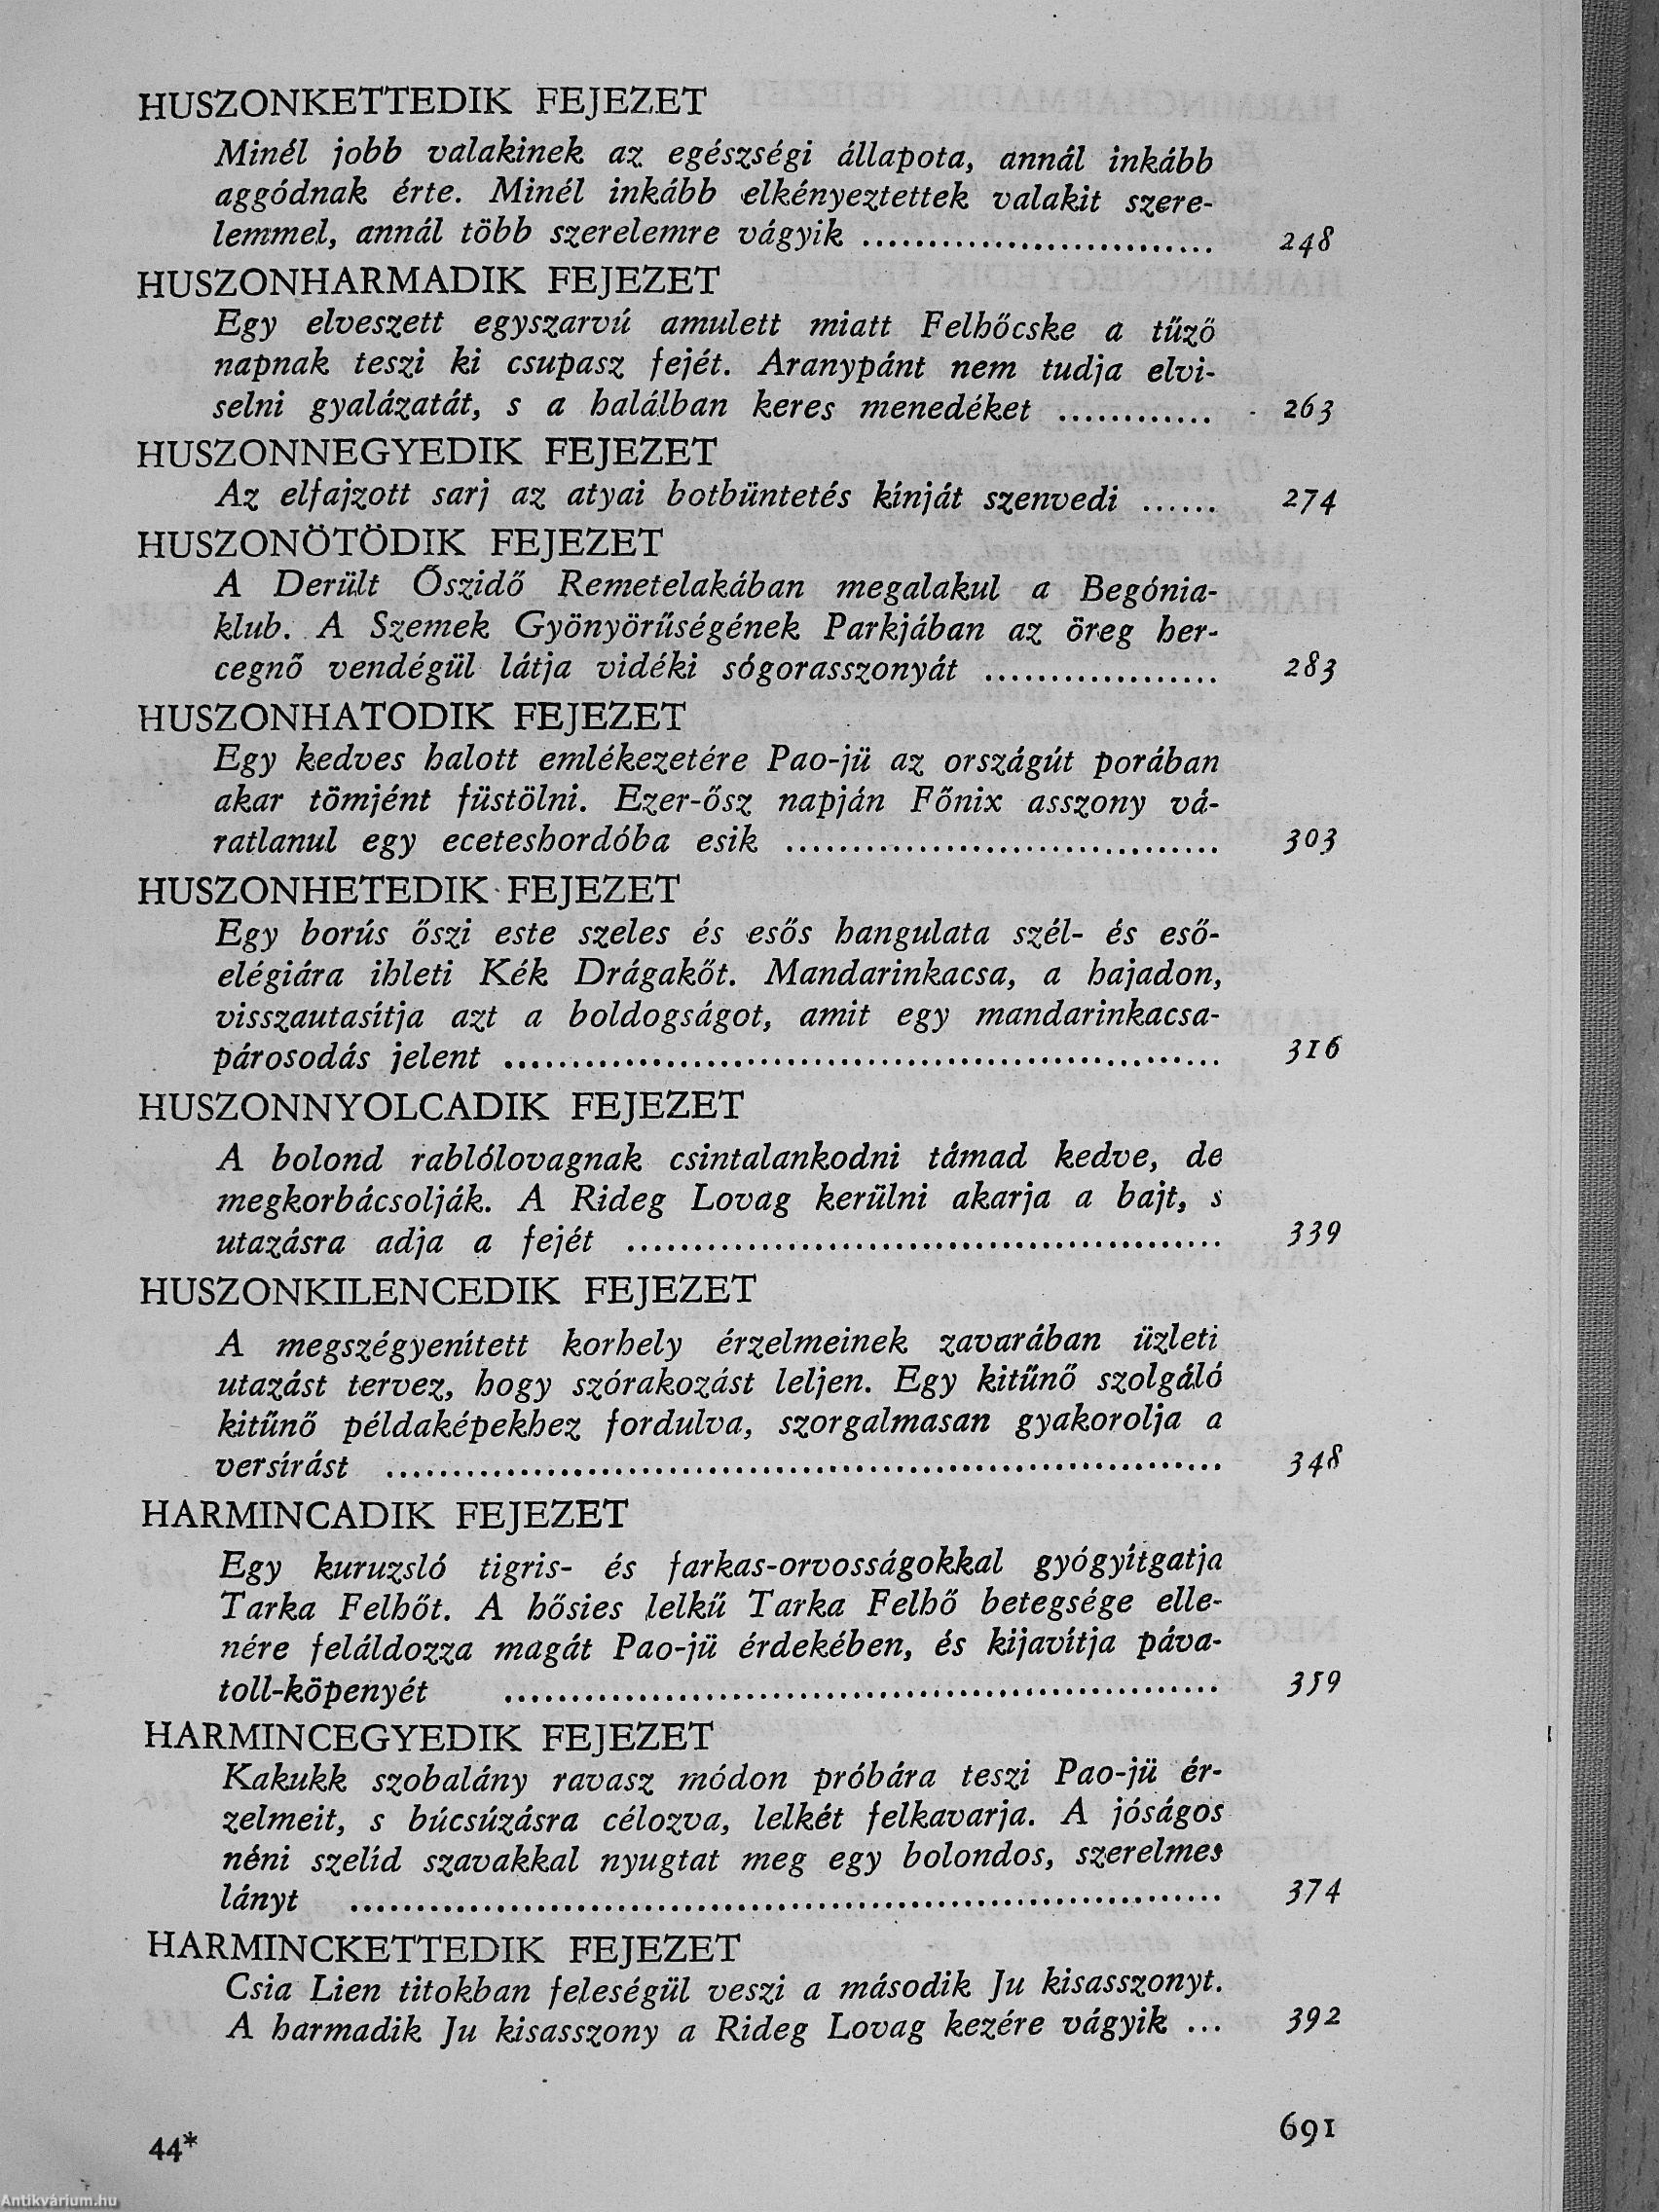 HUSZONKETTEDIK FEJEZET
Minél jobb valakinek az egészségi állapota, annál inkább
aggódnak érte. Minél inkább elkényeztettek valakit szere-
lemmel, annál több szerelemre vágyik ........................... 248
HUSZONHARMADIK FEJEZET
Egy elveszett egyszarvú amulett miatt Felhőcske a tűző
napnak teszi ki csupasz fejét. Aranypánt nem tudja elvi-
selni gyalázatát, s a halálban keres menedéket ............ 263
HUSZONNEGYEDIK FEJEZET
Az elfajzott sarj az atyai botbüntetés kínját szenvedi ...... 274
HUSZONÖTÖDIK FEJEZET
A Derült Őszidő Remetelakában megalakul a Begónia-
klub. A Szemek Gyönyörűségének Parkjában az öreg her-
cegnő vendégül látja vidéki sógorasszonyát .................. 283
HUSZONHATODIK FEJEZET
Egy kedves halott emlékezetére Pao-jü az országút porában
akar tömjént füstölni. Ezer-ősz napján Főnix asszony vá-
ratlanul egy eceteshordóba esik ................................. 303
HUSZONHETEDIK FEJEZET
Egy borús őszi este szeles és esős hangulata szél- és eső-
elégiára ihleti Kék Drágakőt. Mandarinkacsa, a hajadon,
visszautasítja azt a boldogságot, amit egy mandarinkacsa-
párosodás jelent ...................................................... 316
HUSZONNYOLCADIK FEJEZET
A bolond rablólovagnak csintalankodni támad kedve, de
megkorbácsolják. A Rideg Lovag kerülni akarja a bajt, s
utazásra adja a fejét ............................................. 339
HUSZONKILENCEDIK FEJEZET
A megszégyenített korhely érzelmeinek zavarában üzleti
utazást tervez, hogy szórakozást leljen. Egy kitűnő szolgáló
kitűnő példaképekhez fordulva, szorgalmasan gyakorolja a
versírást ............................................................... 348
HARMINCADIK FEJEZET
Egy kuruzsló tigris- és farkas-orvosságokkal gyógyítgatja
Tarka Felhőt. A hősies lelkű Tarka Felhő betegsége elle-
nére feláldozza magát Pao-jü érdekében, és kijavítja páva-
toll-köpenyét ...................................................... 359
HARMINCEGYEDIK FEJEZET
Kakukk szobalány ravasz módon próbára teszi Pao-jü ér-
zelmeit, s búcsúzásra célozva, lelkét felkavarja. A jóságos
néni szelíd szavakkal nyugtat meg egy bolondos, szerelmes
lányt .................................................................. 374
HARMINCKETTEDIK FEJEZET
Csia Lien titokban feleségül veszi a második Ju kisasszonyt.
A harmadik Ju kisasszony a Rideg Lovag kezére vágyik ... 392
44*
691
Antikvárium.hu